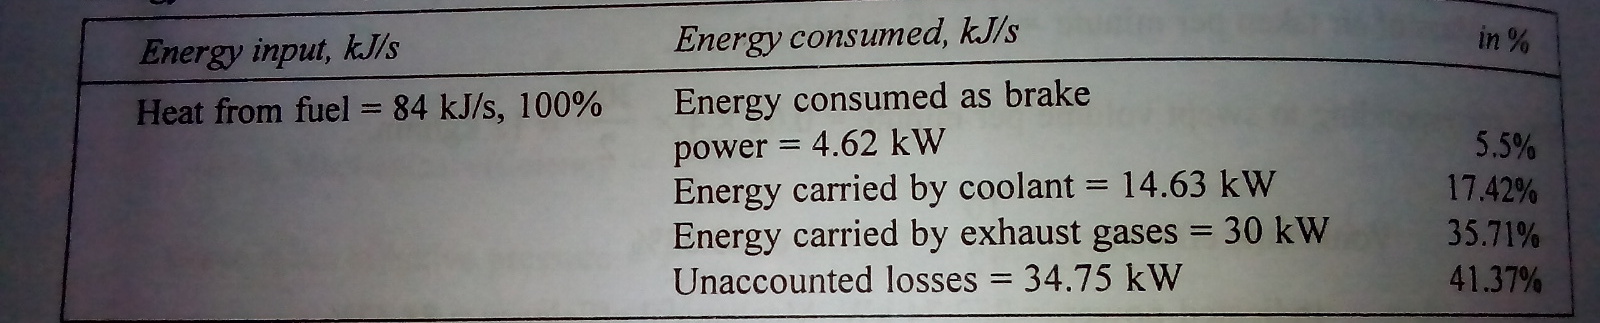 Energy input, kJ/s Energy consumed, kJ/s in %
Heat from fuel = 84 kJ/s, 100% Energy consumed as brake
power = 4.62 kW 5.5%
Energy carried by coolant = 14.63 kW 17.42%
Energy carried by exhaust gases = 30 kW 35.71%
Unaccounted losses = 34.75 kW 41.37%